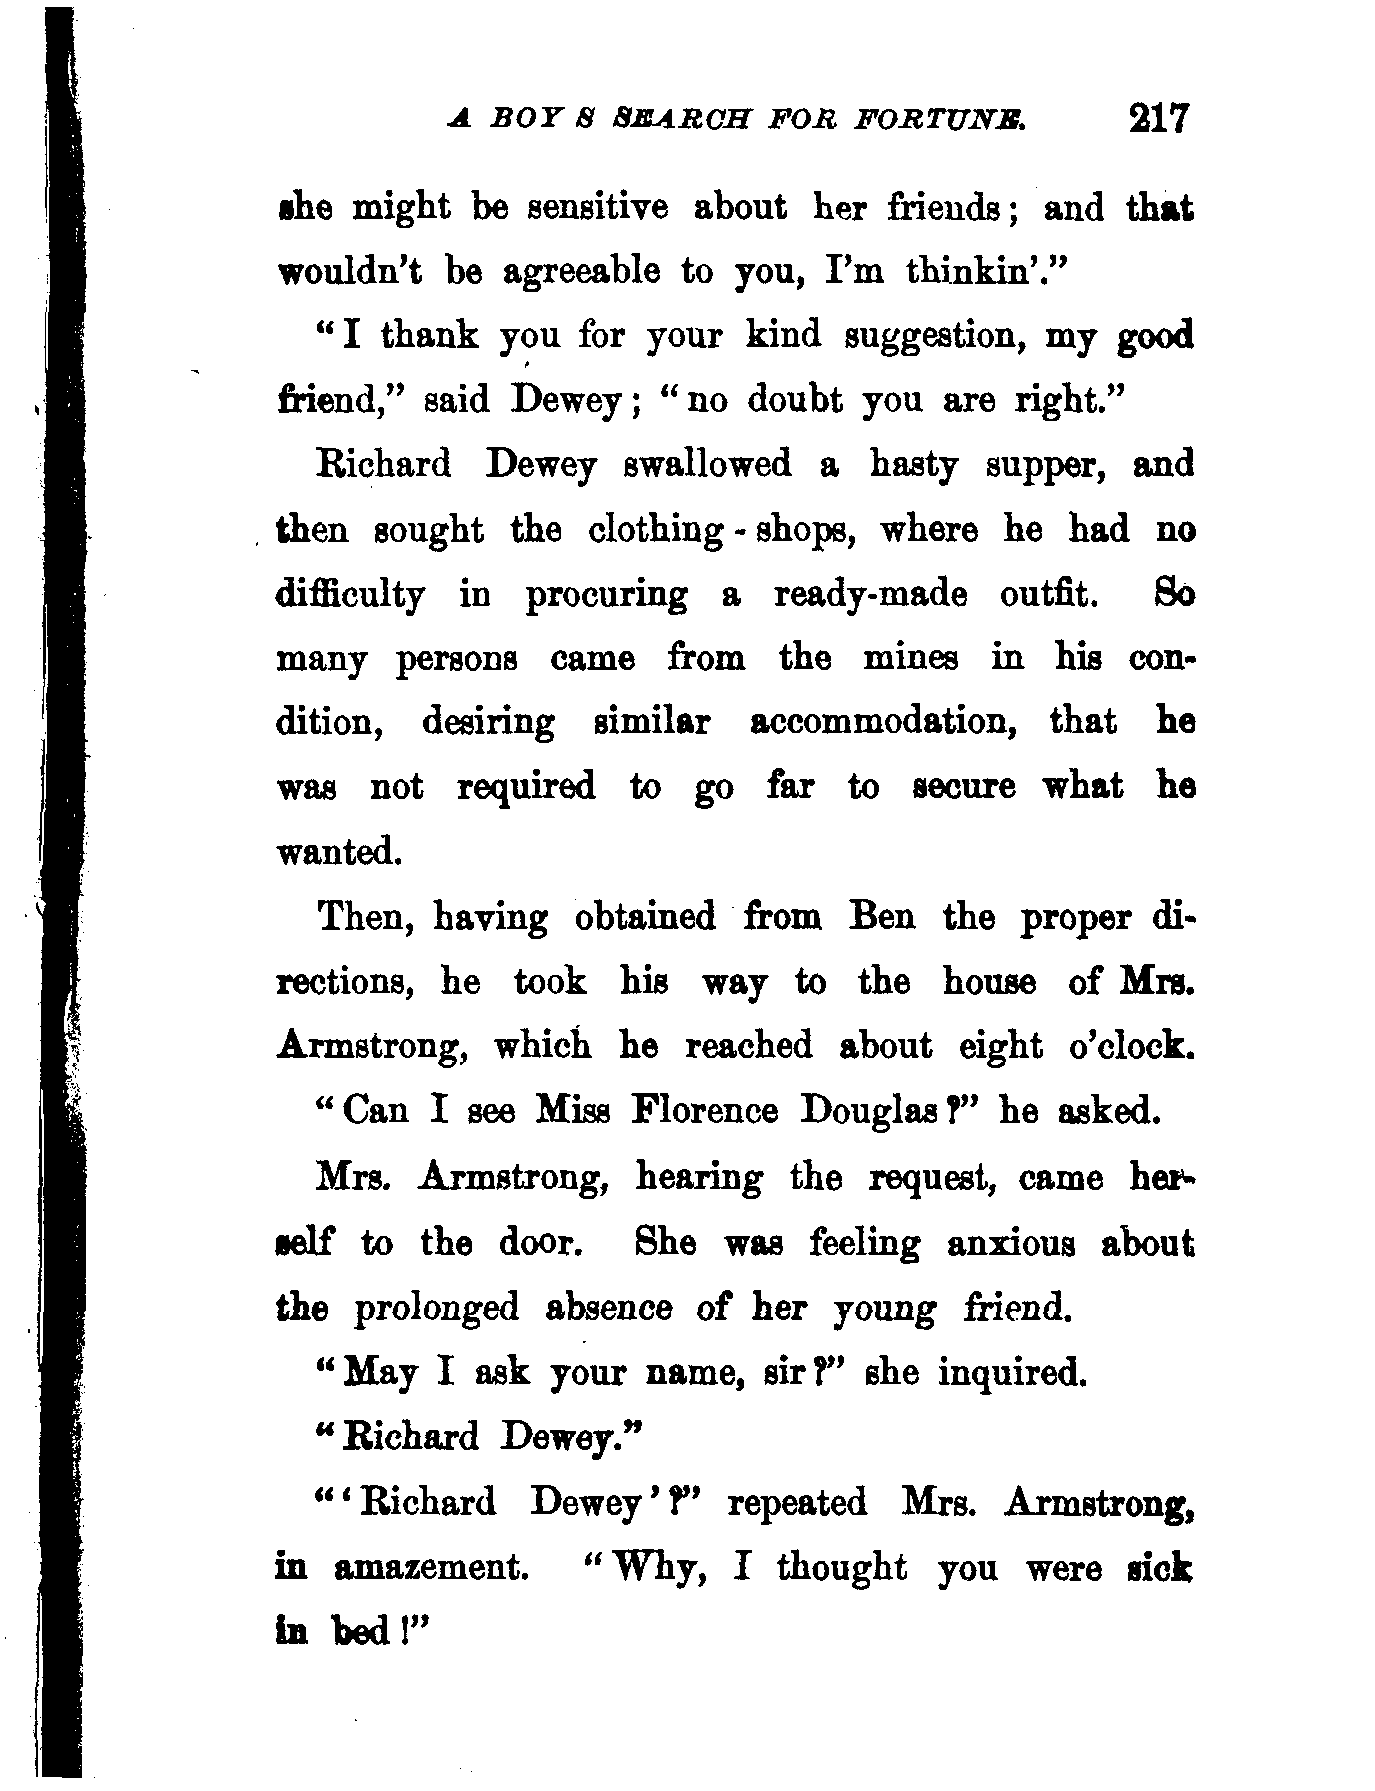 A BOY S SEARCH FOR FORTUNE. 217
she might be sensitive about her friends; and that
wouldn't be agreeable to you, I'm thinkin'."
"I thank you for your kind suggestion, my good
friend," said Dewey; "no doubt you are right."
Richard Dewey swallowed a hasty supper, and
then sought the clothing-shops, where he had no
difficulty in procuring a ready-made outfit. So
many persons came from the mines in his con-
dition, desiring similar accommodation, that he
was not required to go far to secure what he
wanted.
Then, having obtained from Ben the proper di-
rections, he took his way to the house of Mrs.
Armstrong, which he reached about eight o'clock.
"Can I see Miss Florence Douglas?" he asked.
Mrs. Armstrong, hearing the request, came her-
self to the door. She was feeling anxious about
the prolonged absence of her young friend.
"May I ask your name, sir?" she inquired.
"Richard Dewey."
"'Richard Dewey'?" repeated Mrs. Armstrong,
in amazement. "Why, I thought you were sick
in bed!"